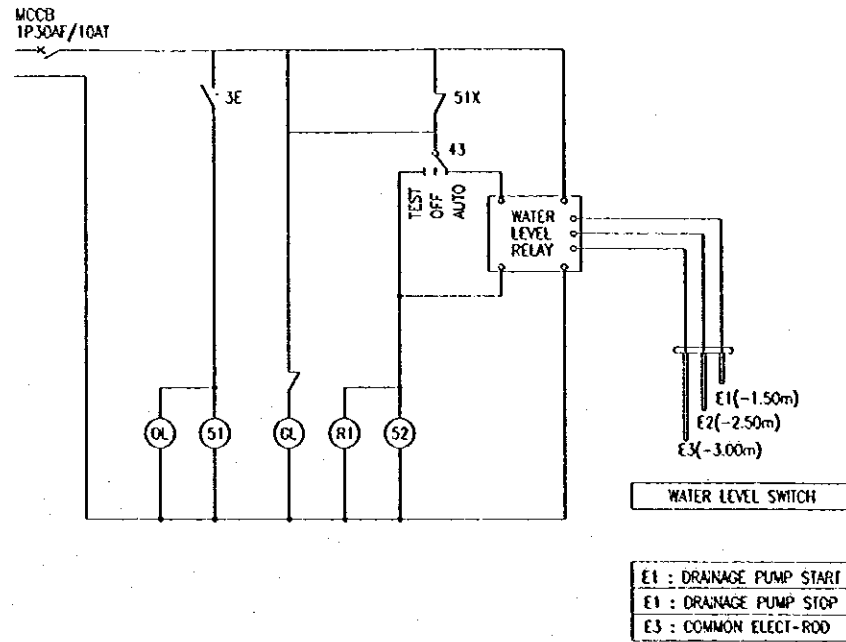 MCCB
1P30AF/10AT
3E
51X
43
TEST
OFF
AUTO
WATER
LEVEL
RELAY
E1(-1.50m)
E2(-2.50m)
E3(-3.00m)
OL
51
GL
R1
52
WATER LEVEL SWITCH
E1 : DRAINAGE PUMP START
E1 : DRAINAGE PUMP STOP
E3 : COMMON ELECT-ROD